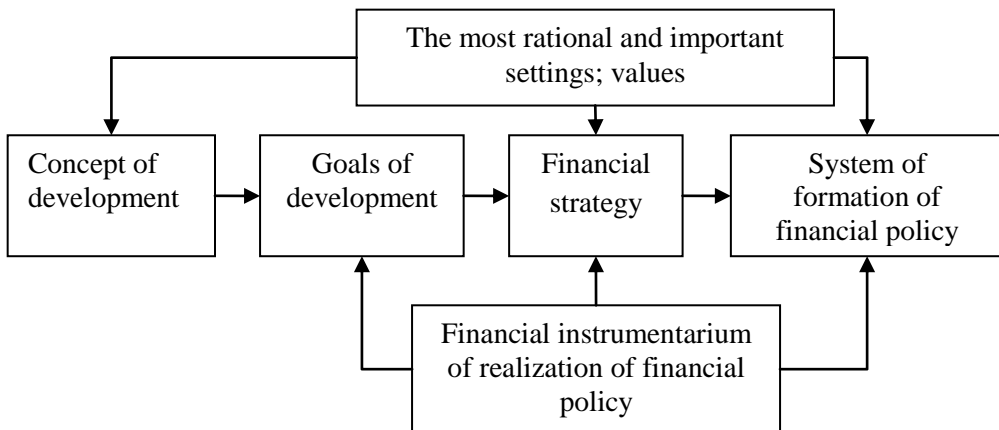 The most rational and important
settings; values
Concept of
development
Goals of
development
Financial
strategy
System of
formation of
financial policy
Financial instrumentarium
of realization of financial
policy